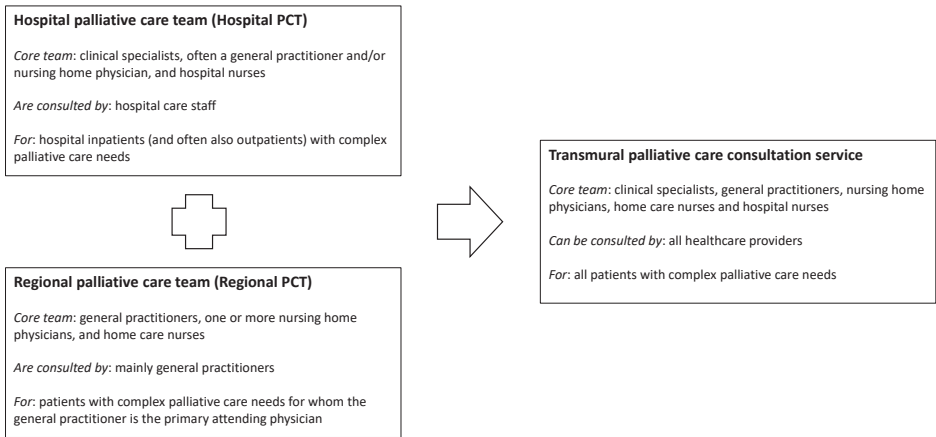 Hospital palliative care team (Hospital PCT)
Core team: clinical specialists, often a general practitioner and/or
nursing home physician, and hospital nurses
Are consulted by: hospital care staff
For: hospital inpatients (and often also outpatients) with complex
palliative care needs
Regional palliative care team (Regional PCT)
Core team: general practitioners, one or more nursing home
physicians, and home care nurses
Are consulted by: mainly general practitioners
For: patients with complex palliative care needs for whom the
general practitioner is the primary attending physician
Transmural palliative care consultation service
Core team: clinical specialists, general practitioners, nursing home
physicians, home care nurses and hospital nurses
Can be consulted by: all healthcare providers
For: all patients with complex palliative care needs